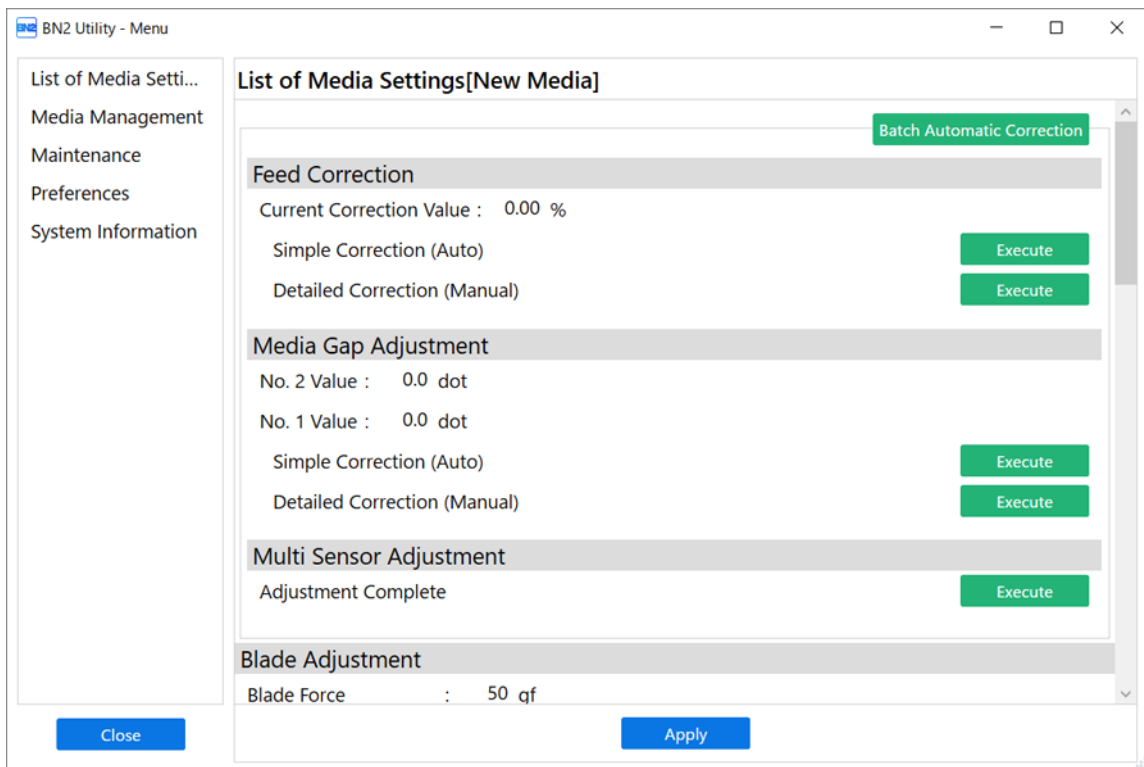 BN2 BN2 Utility - Menu
List of Media Setti...
Media Management
Maintenance
Preferences
System Information
Close
List of Media Settings[New Media]
Batch Automatic Correction
Feed Correction
Current Correction Value : 0.00 %
Simple Correction (Auto) Execute
Detailed Correction (Manual) Execute
Media Gap Adjustment
No. 2 Value : 0.0 dot
No. 1 Value : 0.0 dot
Simple Correction (Auto) Execute
Detailed Correction (Manual) Execute
Multi Sensor Adjustment
Adjustment Complete Execute
Blade Adjustment
Blade Force : 50 gf
Apply